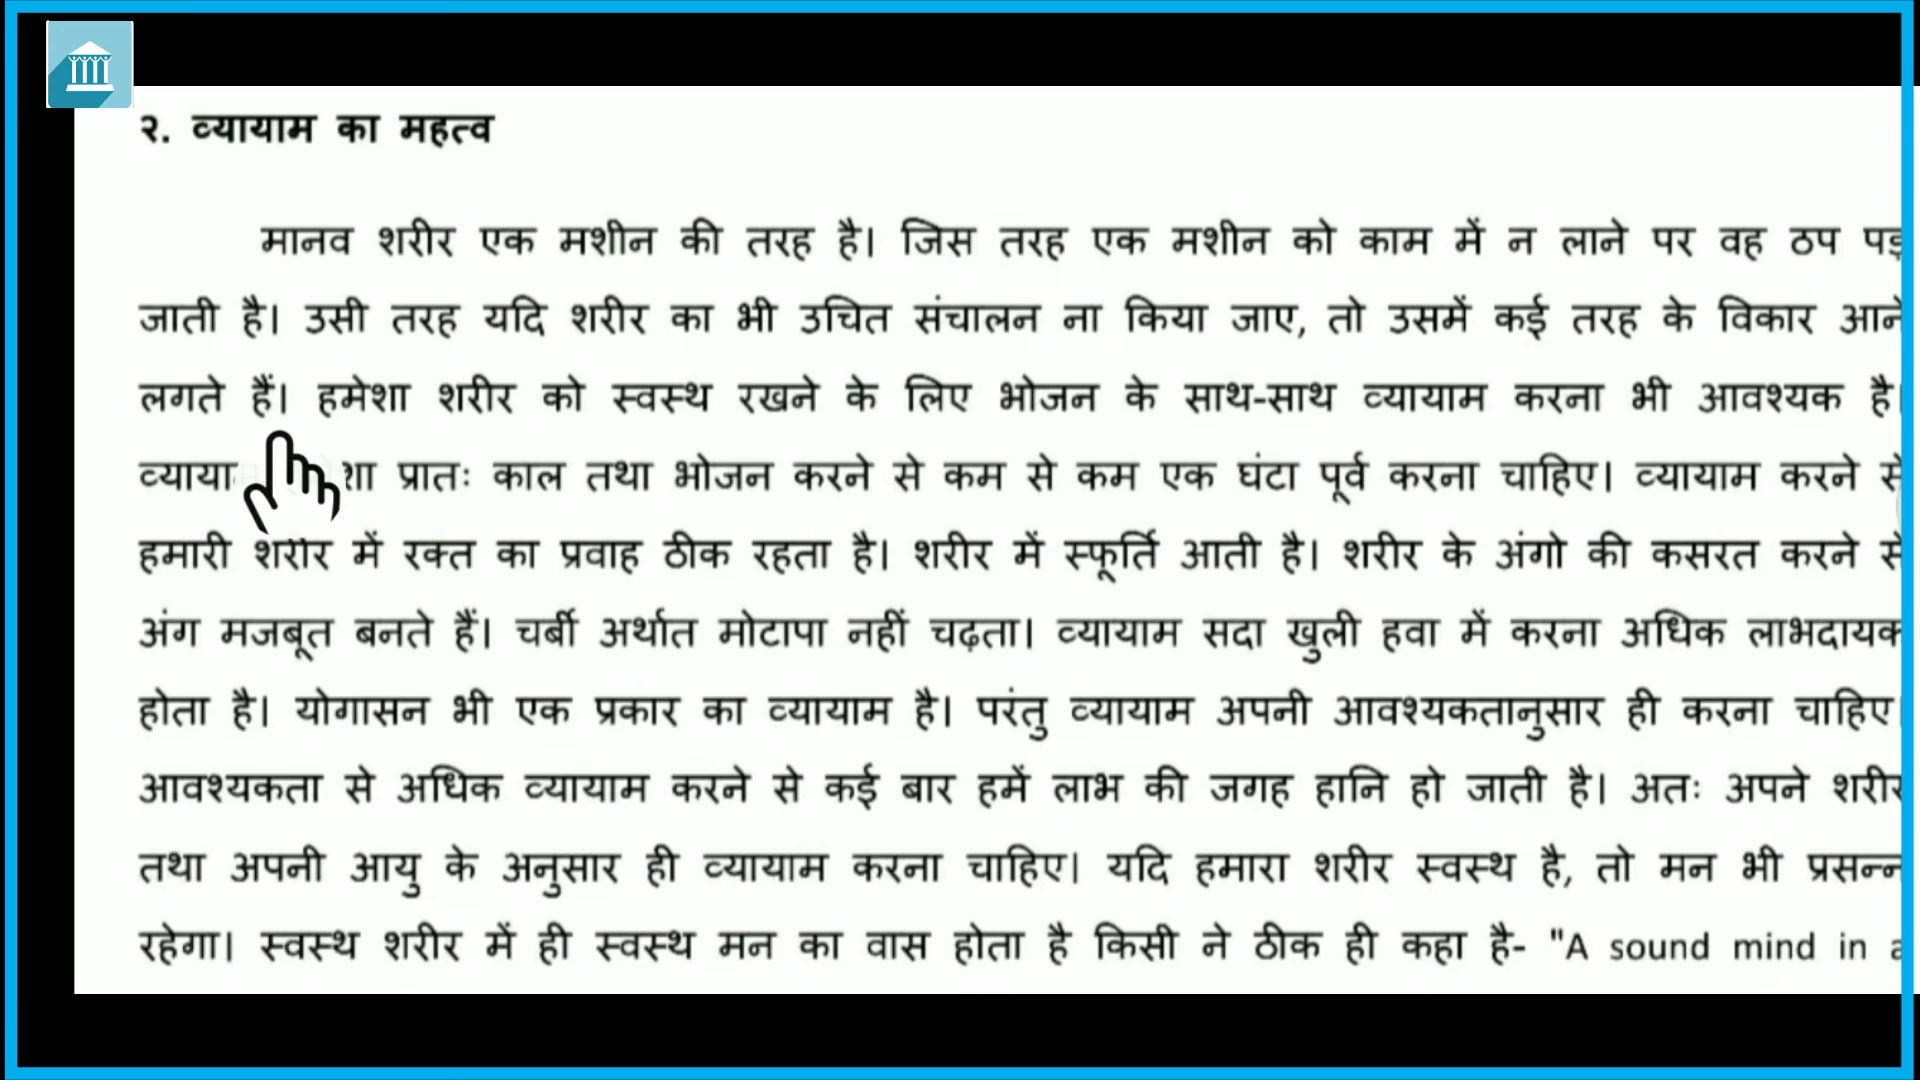 २. व्यायाम का महत्व
मानव शरीर एक मशीन की तरह है। जिस तरह एक मशीन को काम में न लाने पर वह ठप पड़
जाती है। उसी तरह यदि शरीर का भी उचित संचालन ना किया जाए, तो उसमें कई तरह के विकार आने
लगते हैं। हमेशा शरीर को स्वस्थ रखने के लिए भोजन के साथ-साथ व्यायाम करना भी आवश्यक है।
प्रातः काल तथा भोजन करने से कम से कम एक घंटा पूर्व करना चाहिए। व्यायाम करने से
हमारी शरीर में रक्त का प्रवाह ठीक रहता है। शरीर में स्फूर्ति आती है। शरीर के अंगो की कसरत करने से
अंग मजबूत बनते हैं। चर्बी अर्थात मोटापा नहीं चढ़ता। व्यायाम सदा खुली हवा में करना अधिक लाभदायक
होता है। योगासन भी एक प्रकार का व्यायाम है। परंतु व्यायाम अपनी आवश्यकतानुसार ही करना चाहिए।
आवश्यकता से अधिक व्यायाम करने से कई बार हमें लाभ की जगह हानि हो जाती है। अतः अपने शरीर
तथा अपनी आयु के अनुसार ही व्यायाम करना चाहिए। यदि हमारा शरीर स्वस्थ है, तो मन भी प्रसन्न
रहेगा। स्वस्थ शरीर में ही स्वस्थ मन का वास होता है किसी ने ठीक ही कहा है- "A sound mind in a